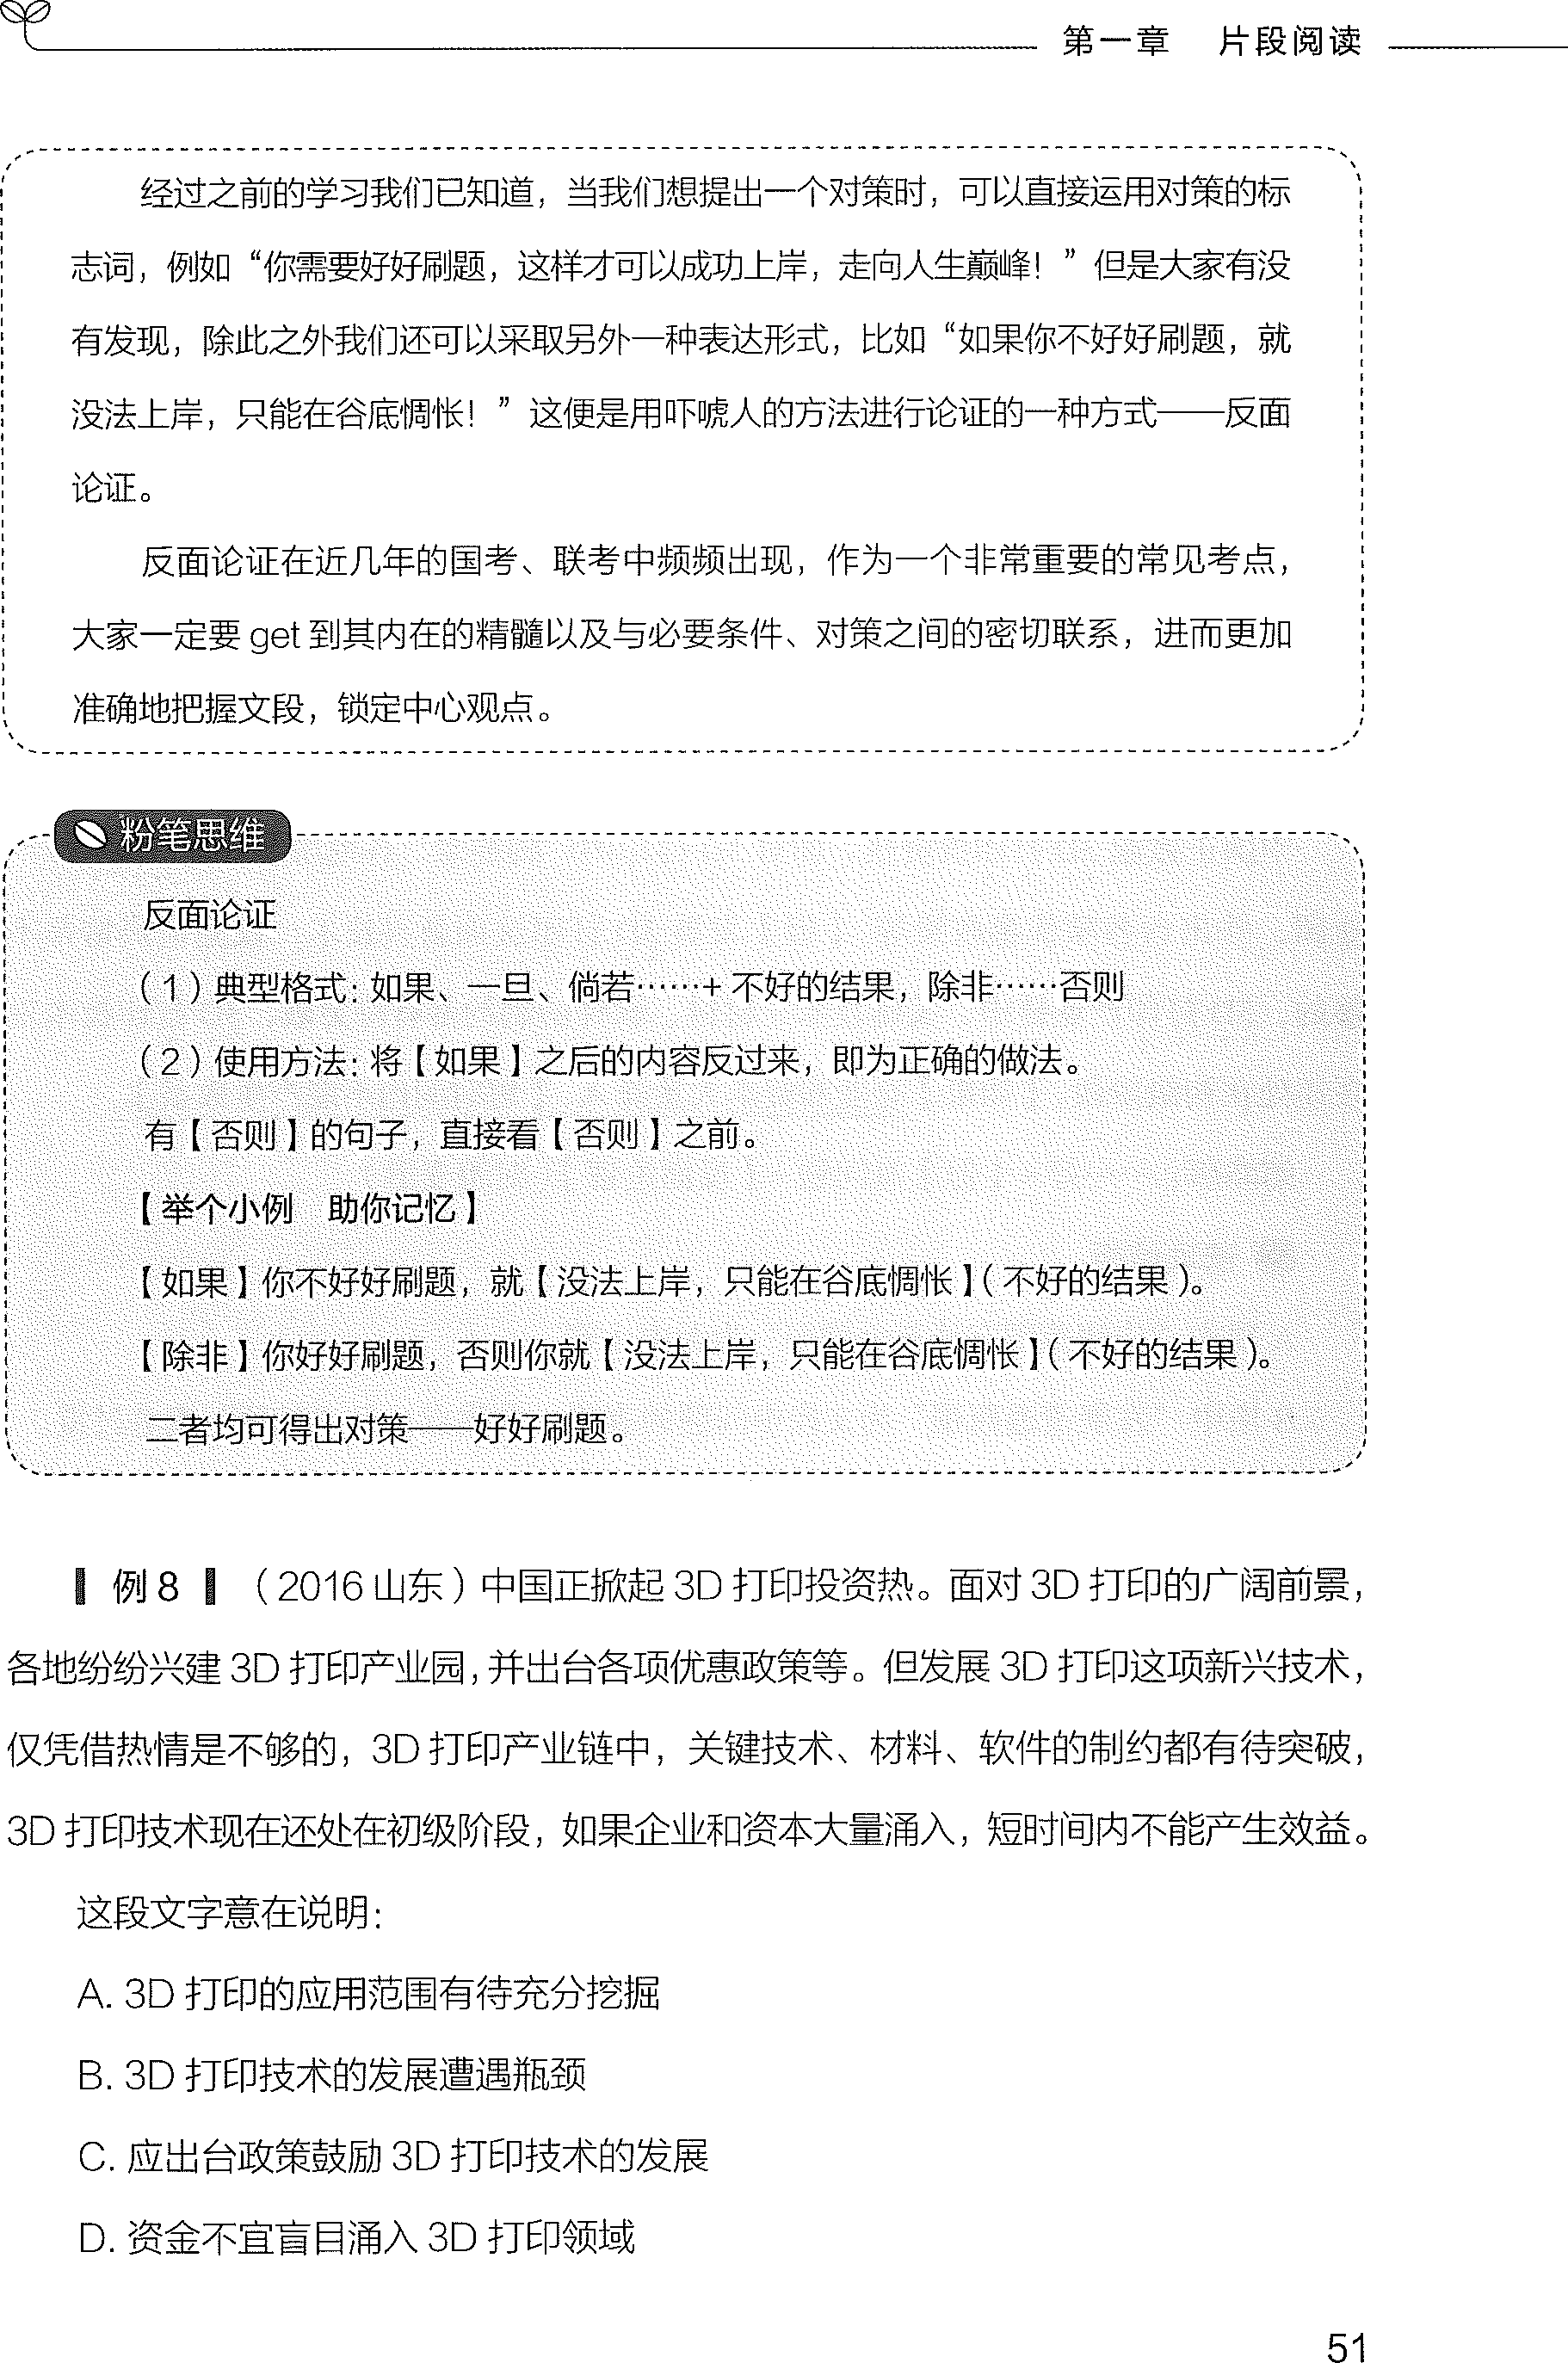 第一章 片段阅读
经过之前的学习我们已知道，当我们想提出一个对策时，可以直接运用对策的标
志词，例如“你需要好好刷题，这样才可以成功上岸，走向人生巅峰！”但是大家有没
有发现，除此之外我们还可以采取另外一种表达形式，比如“如果你不好好刷题，就
没法上岸，只能在谷底惆怅！”这便是用吓唬人的方法进行论证的一种方式——反面
论证。
反面论证在近几年的国考、联考中频频出现，作为一个非常重要的常见考点，
大家一定要 get 到其内在的精髓以及与必要条件、对策之间的密切联系，进而更加
准确地把握文段，锁定中心观点。
粉笔思维
反面论证
（1）典型格式：如果、一旦、倘若……+ 不好的结果，除非……否则
（2）使用方法：将【如果】之后的内容反过来，即为正确的做法。
有【否则】的句子，直接看【否则】之前。
【举个小例 助你记忆】
【如果】你不好好刷题，就【没法上岸，只能在谷底惆怅】（不好的结果）。
【除非】你好好刷题，否则你就【没法上岸，只能在谷底惆怅】（不好的结果）。
二者均可得出对策——好好刷题。
例 8 （2016 山东）中国正掀起 3D 打印投资热。面对 3D 打印的广阔前景，
各地纷纷兴建 3D 打印产业园，并出台各项优惠政策等。但发展 3D 打印这项新兴技术，
仅凭借热情是不够的，3D 打印产业链中，关键技术、材料、软件的制约都有待突破，
3D 打印技术现在还处在初级阶段，如果企业和资本大量涌入，短时间内不能产生效益。
这段文字意在说明：
A. 3D 打印的应用范围有待充分挖掘
B. 3D 打印技术的发展遭遇瓶颈
C. 应出台政策鼓励 3D 打印技术的发展
D. 资金不宜盲目涌入 3D 打印领域
51